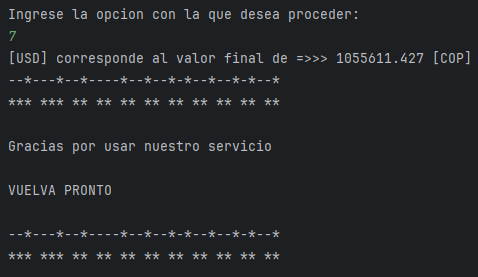 Ingrese la opcion con la que desea proceder:
7
[USD] corresponde al valor final de =>>> 1055611.427 [COP]
--*---*--*----*--*--*-*--*--*--*-*--*
*** *** ** ** ** ** ** ** ** ** **
Gracias por usar nuestro servicio
VUELVA PRONTO
--*---*--*----*--*--*-*--*--*--*-*--*
*** *** ** ** ** ** ** ** ** ** **